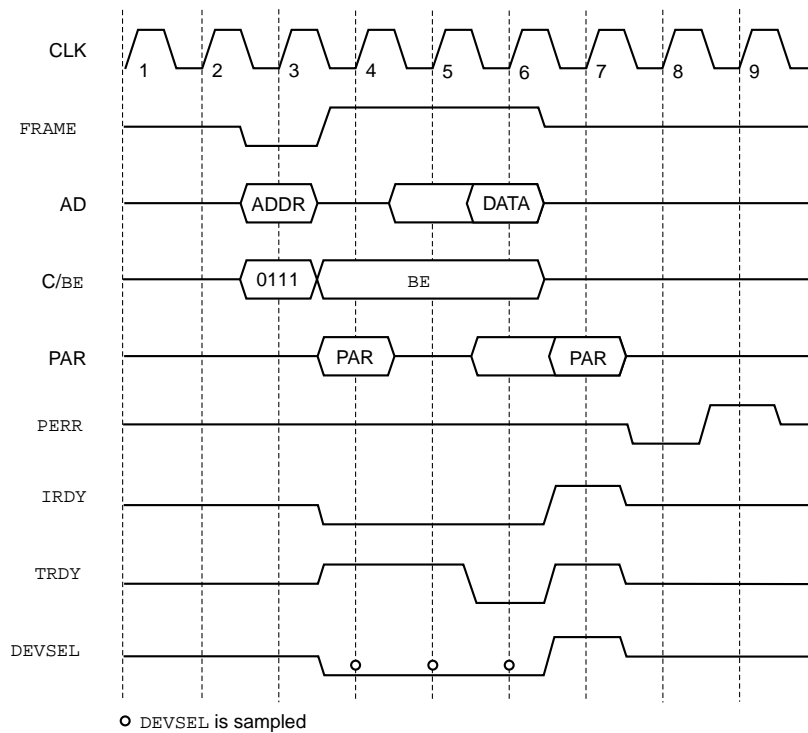 CLK
1 2 3 4 5 6 7 8 9
FRAME
AD
ADDR
DATA
C/BE
0111
BE
PAR
PAR
PAR
PERR
IRDY
TRDY
DEVSEL
DEVSEL is sampled